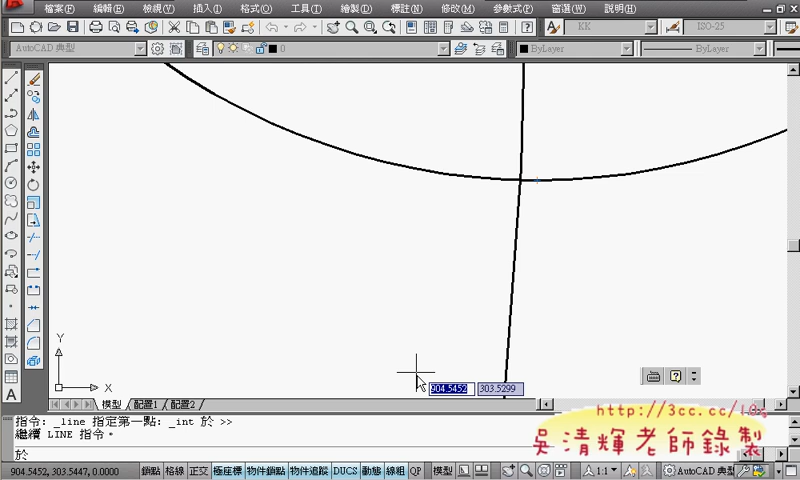 檔案(F) 編輯(E) 檢視(V) 插入(I) 格式(O) 工具(T) 繪製(D) 標註(N) 修改(M) 參數式(P) 視窗(W) 說明(H)
KK ISO-25
AutoCAD 典型 0 ByLayer ByLayer
Y
X
904.5452 303.5299
模型 配置1 配置2
指令: _line 指定第一點: _int 於 >>
繼續 LINE 指令。
於
http://3cc.cc/10s
吳清輝老師錄製
904.5452, 303.5447, 0.0000 鎖點 格線 正交 極座標 物件鎖點 物件追蹤 DUCS 動態 線粗 QP 模型 1:1 AutoCAD 典型